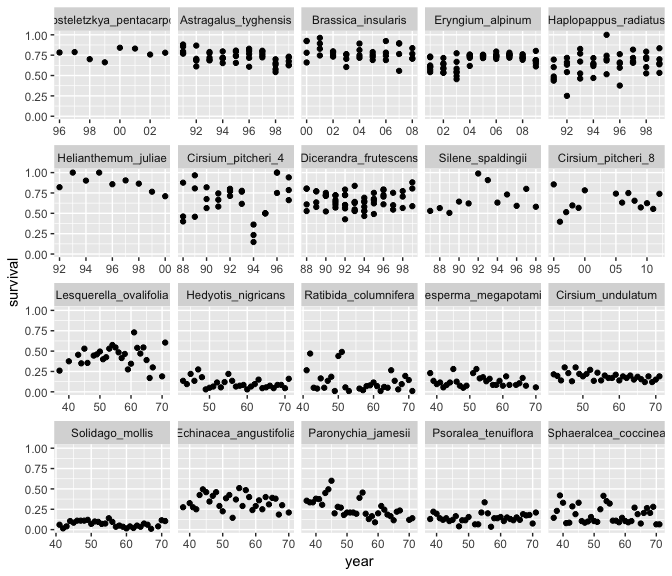 osteletzkya_pentacarpo Astragalus_tyghensis Brassica_insularis Eryngium_alpinum Haplopappus_radiatus
1.00
0.75
0.50
0.25
0.00
96 98 00 02 92 94 96 98 00 02 04 06 08 02 04 06 08 92 94 96 98
Helianthemum_juliae Cirsium_pitcheri_4 Dicerandra_frutescens Silene_spaldingii Cirsium_pitcheri_8
1.00
0.75
0.50
0.25
0.00
92 94 96 98 00 88 90 92 94 96 88 90 92 94 96 98 88 90 92 94 96 98 95 00 05 10
survival
Lesquerella_ovalifolia Hedyotis_nigricans Ratibida_columnifera esperma_megapotami Cirsium_undulatum
1.00
0.75
0.50
0.25
0.00
40 50 60 70 50 60 70 40 50 60 70 40 50 60 70 40 50 60 70
Solidago_mollis Echinacea_angustifolia Paronychia_jamesii Psoralea_tenuiflora Sphaeralcea_coccinea
1.00
0.75
0.50
0.25
0.00
40 50 60 70 40 50 60 70 40 50 60 70 40 50 60 70 40 50 60 70
year